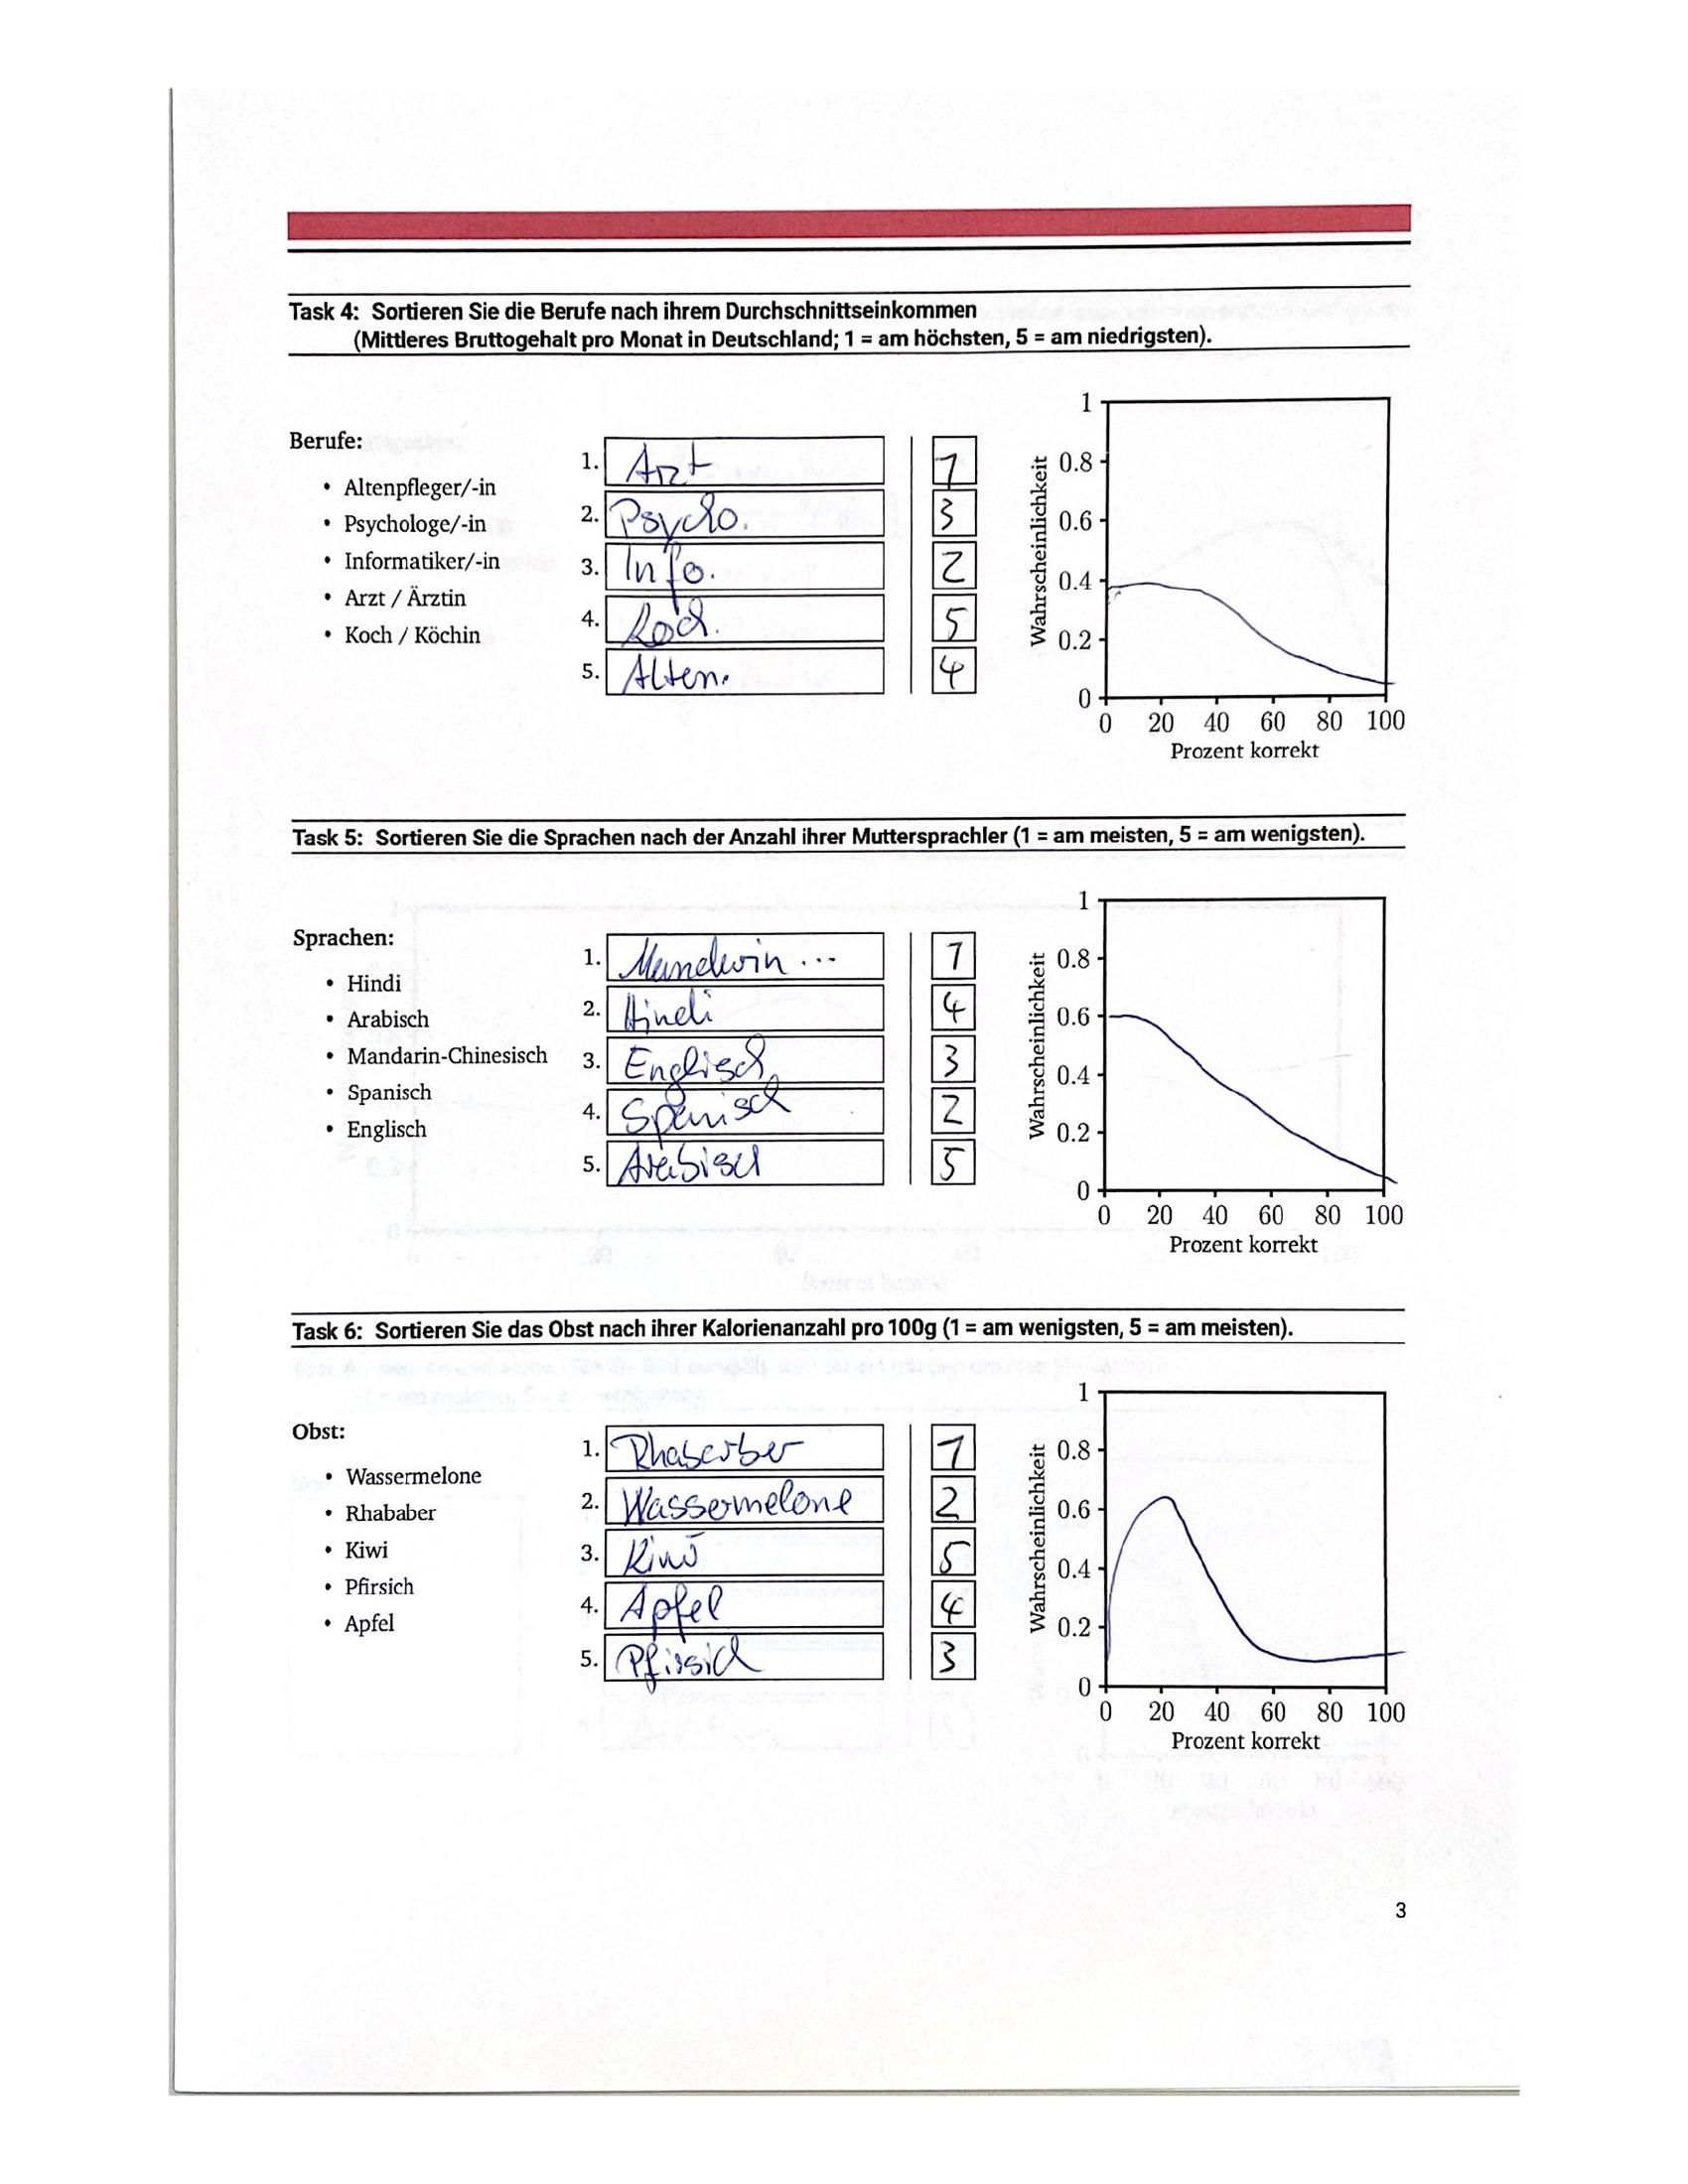 Task 4: Sortieren Sie die Berufe nach ihrem Durchschnittseinkommen
(Mittleres Bruttogehalt pro Monat in Deutschland; 1 = am höchsten, 5 = am niedrigsten).
Berufe:
• Altenpfleger/-in
• Psychologe/-in
• Informatiker/-in
• Arzt / Ärztin
• Koch / Köchin
1. Arzt 1
2. Psycho. 3
3. Info. 2
4. Koch. 5
5. Alten. 4
1
0.8
0.6
0.4
0.2
0
Wahrscheinlichkeit
0 20 40 60 80 100
Prozent korrekt
Task 5: Sortieren Sie die Sprachen nach der Anzahl ihrer Muttersprachler (1 = am meisten, 5 = am wenigsten).
Sprachen:
• Hindi
• Arabisch
• Mandarin-Chinesisch
• Spanisch
• Englisch
1. Mandarin ... 1
2. Hindi 4
3. Englisch 3
4. Spanisch 2
5. Arabisch 5
1
0.8
0.6
0.4
0.2
0
Wahrscheinlichkeit
0 20 40 60 80 100
Prozent korrekt
Task 6: Sortieren Sie das Obst nach ihrer Kalorienanzahl pro 100g (1 = am wenigsten, 5 = am meisten).
Obst:
• Wassermelone
• Rhababer
• Kiwi
• Pfirsich
• Apfel
1. Rhabarber 1
2. Wassermelone 2
3. Kiwi 5
4. Apfel 4
5. Pfirsich 3
1
0.8
0.6
0.4
0.2
0
Wahrscheinlichkeit
0 20 40 60 80 100
Prozent korrekt
3